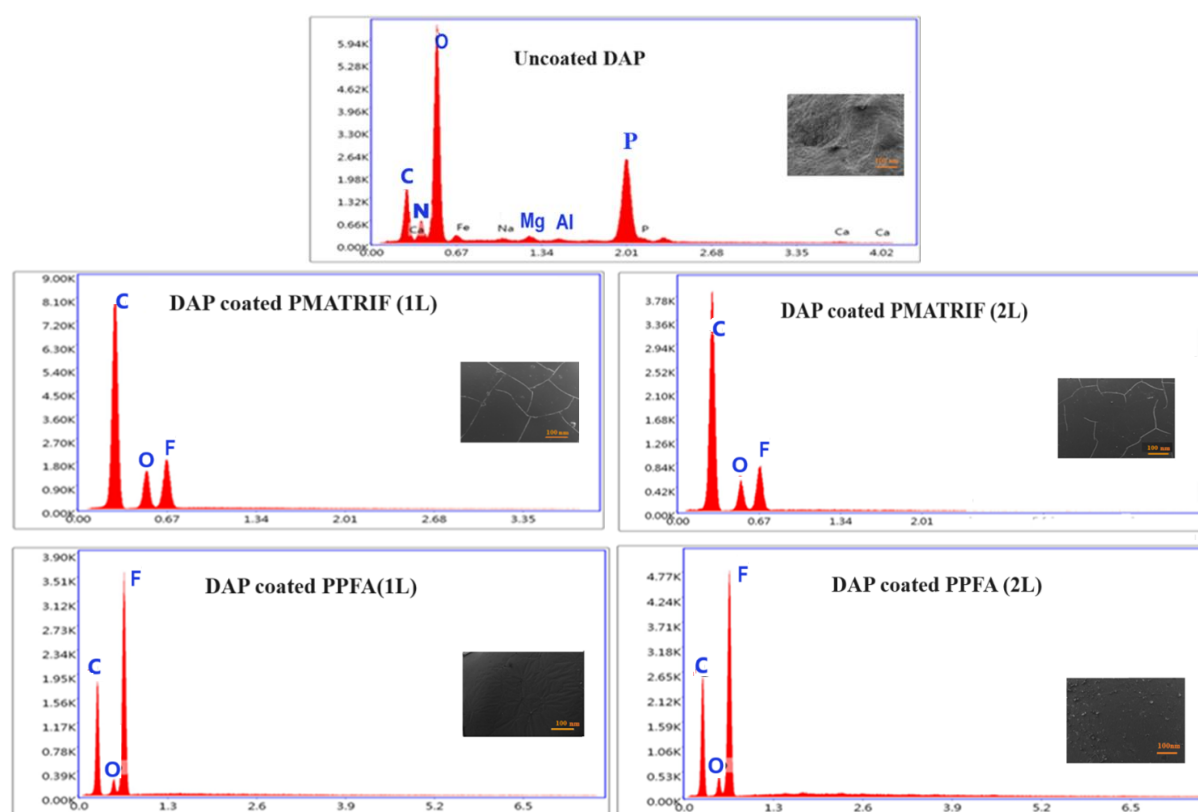 Uncoated DAP
5.94K
5.28K
4.62K
3.96K
3.30K
2.64K
1.98K
1.32K
0.66K
0.00K
O
C
N
Ca
Fe
Na
Mg
Al
P
P
Ca
Ca
100 nm
0.00 0.67 1.34 2.01 2.68 3.35 4.02
DAP coated PMATRIF (1L)
9.00K
8.10K
7.20K
6.30K
5.40K
4.50K
3.60K
2.70K
1.80K
0.90K
0.00K
C
O
F
100 nm
0.00 0.67 1.34 2.01 2.68 3.35
DAP coated PMATRIF (2L)
3.78K
3.36K
2.94K
2.52K
2.10K
1.68K
1.26K
0.84K
0.42K
0.00K
C
O
F
100 nm
0.00 0.67 1.34 2.01
DAP coated PPFA(1L)
3.90K
3.51K
3.12K
2.73K
2.34K
1.95K
1.56K
1.17K
0.78K
0.39K
0.00K
F
C
O
100 nm
0.0 1.3 2.6 3.9 5.2 6.5
DAP coated PPFA (2L)
4.77K
4.24K
3.71K
3.18K
2.65K
2.12K
1.59K
1.06K
0.53K
0.00K
F
C
O
100nm
0.0 1.3 2.6 3.9 5.2 6.5